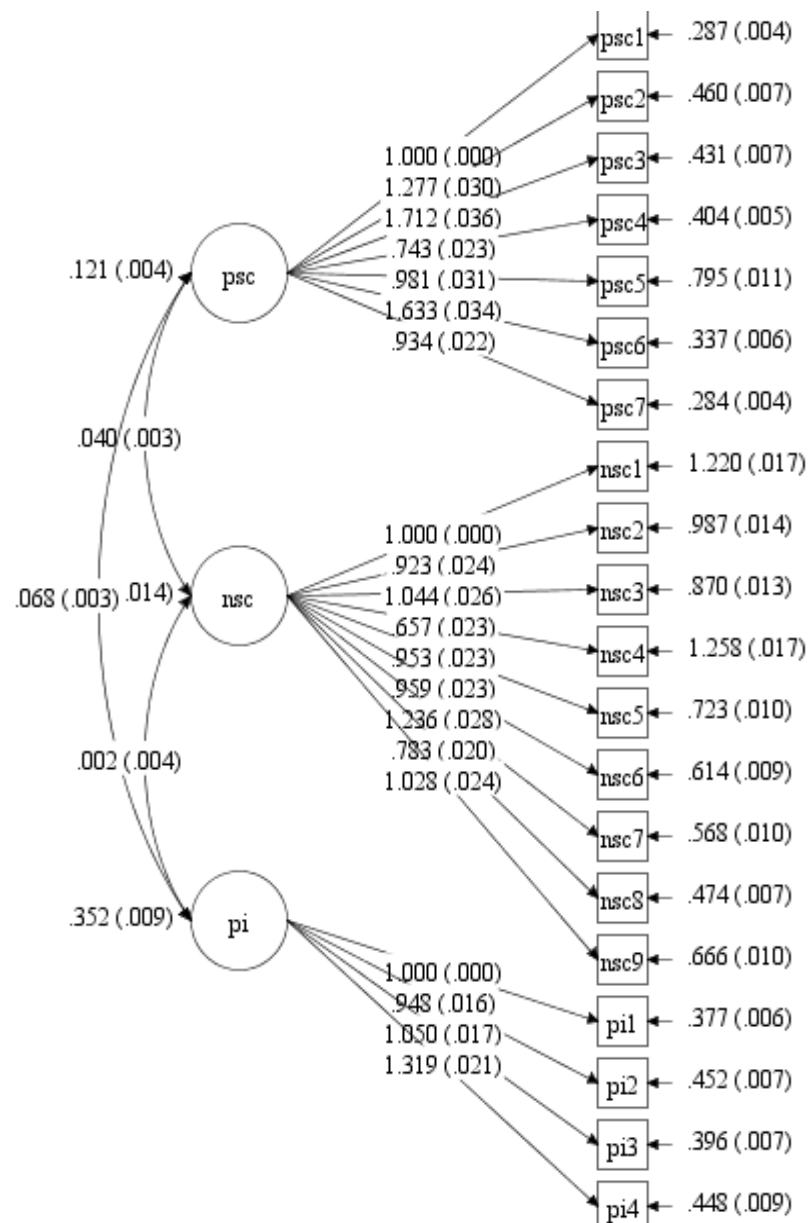 psc1 .287 (.004)
psc2 .460 (.007)
1.000 (.000)
psc3 .431 (.007)
1.277 (.030)
1.712 (.036)
psc4 .404 (.005)
.743 (.023)
.121 (.004)
psc
.981 (.031)
psc5 .795 (.011)
1.633 (.034)
psc6 .337 (.006)
.934 (.022)
psc7 .284 (.004)
.040 (.003)
nsc1 1.220 (.017)
1.000 (.000)
nsc2 .987 (.014)
.923 (.024)
.068 (.003)
.014)
nsc
1.044 (.026)
nsc3 .870 (.013)
.657 (.023)
nsc4 1.258 (.017)
.953 (.023)
.959 (.023)
nsc5 .723 (.010)
1.236 (.028)
.783 (.020)
.002 (.004)
nsc6 .614 (.009)
1.028 (.024)
nsc7 .568 (.010)
nsc8 .474 (.007)
.352 (.009)
pi
nsc9 .666 (.010)
1.000 (.000)
.948 (.016)
pi1 .377 (.006)
1.050 (.017)
1.319 (.021)
pi2 .452 (.007)
pi3 .396 (.007)
pi4 .448 (.009)